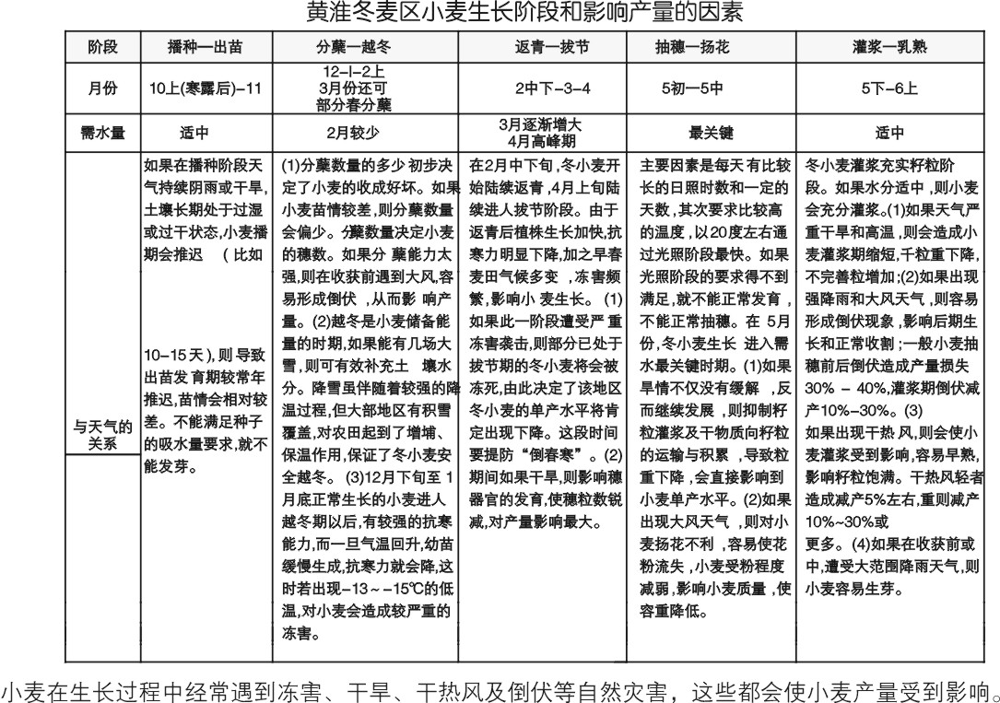 黄淮冬麦区小麦生长阶段和影响产量的因素
阶段
播种—出苗
分蘖—越冬
返青—拔节
抽穗—扬花
灌浆—乳熟
月份
10上(寒露后)-11
12-1-2上
3月份还可
部分春分蘖
2中下-3-4
5初—5中
5下-6上
需水量
适中
2月较少
3月逐渐增大
4月高峰期
最关键
适中
与天气的
关系
如果在播种阶段天
气持续阴雨或干旱,
土壤长期处于过湿
或过干状态,小麦播
期会推迟 ( 比如
10-15天),则导致
出苗发育期较常年
推迟,苗情会相对较
差。不能满足种子
的吸水量要求,就不
能发芽。
(1)分蘖数量的多少 初步决
定了小麦的收成好坏。如果
小麦苗情较差,则分蘖数量
会偏少。分蘖数量决定小麦
的穗数。如果分 蘖能力太
强,则在收获前遇到大风,容
易形成倒伏 ,从而影 响产
量。(2)越冬是小麦储备能
量的时期,如果能有几场大
雪,则可有效补充土 壤水
分。降雪虽伴随着较强的降
温过程,但大部地区有积雪
覆盖,对农田起到了增埔、
保温作用,保证了冬小麦安
全越冬。 (3)12月下旬至 1
月底正常生长的小麦进人
越冬期以后,有较强的抗寒
能力,而一旦气温回升,幼苗
缓慢生成,抗寒力就会降,这
时若出现-13~-15℃的低
温,对小麦会造成较严重的
冻害。
在2月中下旬,冬小麦开
始陆续返青 ,4月上旬陆
续进人拔节阶段。由于
返青后植株生长加快,抗
寒力明显下降,加之早春
麦田气候多变 ,冻害频
繁,影响小 麦生长。 (1)
如果此一阶段遭受严 重
冻害袭击,则部分已处于
拔节期的冬小麦将会被
冻死,由此决定了该地区
冬小麦的单产水平将肯
定出现下降。这段时间
要提防“倒春寒”。(2)
期间如果干旱,则影响穗
器官的发育,使穗粒数锐
减,对产量影响最大。
主要因素是每天有比较
长的日照时数和一定的
天数,其次要求比较高
的温度 ,以20度左右通
过光照阶段最快。如果
光照阶段的要求得不到
满足,就不能正常发育 ,
不能正常抽穗。在 5月
份,冬小麦生长 进入需
水最关键时期。(1)如果
旱情不仅没有缓解 ,反
而继续发展 ,则抑制籽
粒灌浆及干物质向籽粒
的运输与积累 ,导致粒
重下降 ,会直接影响到
小麦单产水平。(2)如果
出现大风天气 ,则对小
麦扬花不利 ,容易使花
粉流失 ,小麦受粉程度
减弱,影响小麦质量 ,使
容重降低。
冬小麦灌浆充实籽粒阶
段。如果水分适中 ,则小麦
会充分灌浆。(1)如果天气严
重干旱和高温 ,则会造成小
麦灌浆期缩短,千粒重下降,
不完善粒增加;(2)如果出现
强降雨和大风天气 ,则容易
形成倒伏现象 ,影响后期生
长和正常收割;一般小麦抽
穗前后倒伏造成产量损失
30% - 40%,灌浆期倒伏减
产10%-30%。(3)
如果出现干热风,则会使小
麦灌浆受到影响,容易早熟,
影响籽粒饱满。干热风轻者
造成减产5%左右,重则减产
10%~30%或
更多。(4)如果在收获前或
中,遭受大范围降雨天气,则
小麦容易生芽。
小麦在生长过程中经常遇到冻害、干旱、干热风及倒伏等自然灾害，这些都会使小麦产量受到影响。